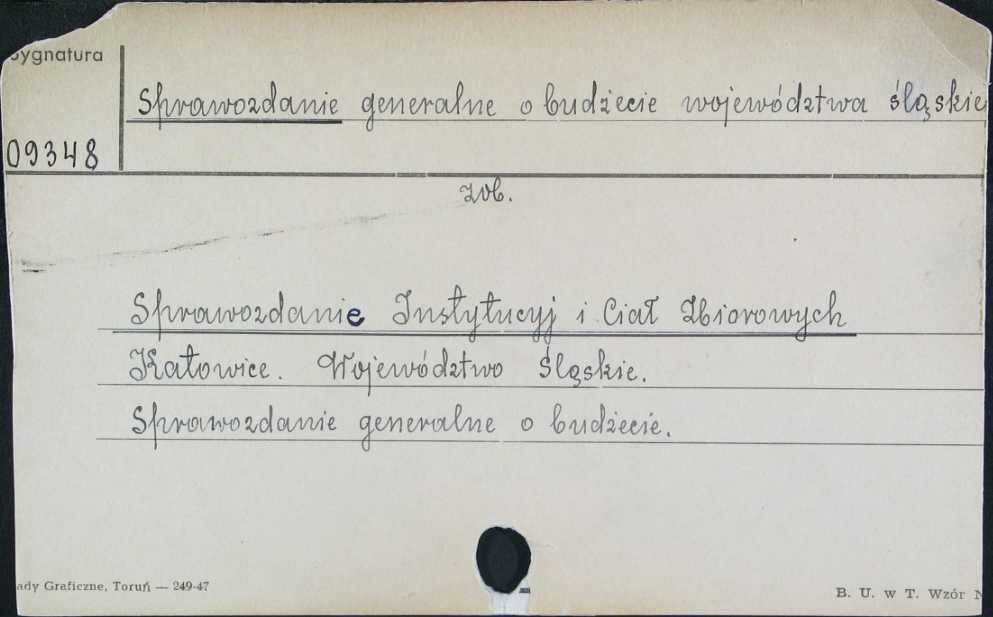 Sygnatura
Sprawozdanie generalne o budżecie województwa śląskie
09348
zob.
Sprawozdanie Instytucyj i Ciał Zbiorowych
Katowice. Województwo Śląskie.
Sprawozdanie generalne o budżecie.
ady Graficzne, Toruń — 249-47
B. U. w T. Wzór N